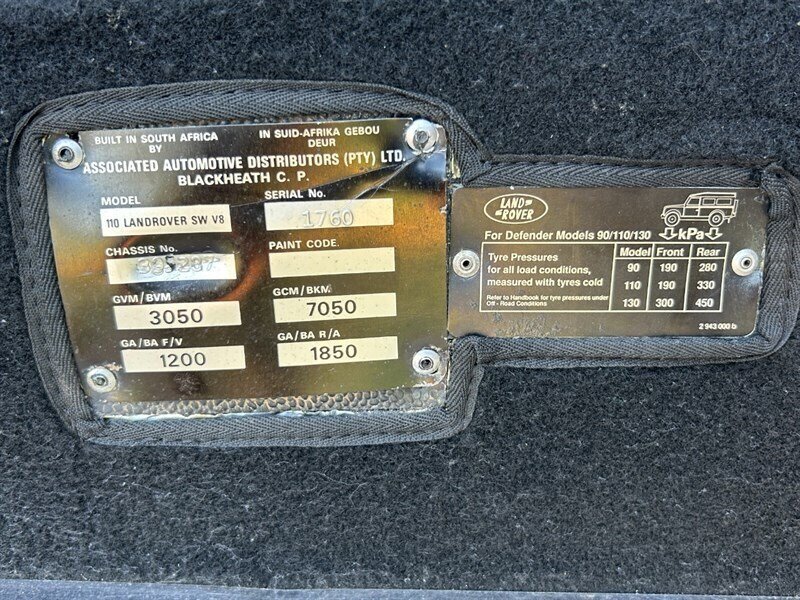 BUILT IN SOUTH AFRICA BY
IN SUID-AFRIKA GEBOU DEUR
ASSOCIATED AUTOMOTIVE DISTRIBUTORS (PTY) LTD.
BLACKHEATH C. P.
MODEL
110 LANDROVER SW V8
SERIAL No.
1760
CHASSIS No.
PAINT CODE.
GVM/BVM
3050
GCM/BKM
7050
GA/BA F/V
1200
GA/BA R/A
1850
LAND ROVER
For Defender Models 90/110/130
kPa
Tyre Pressures
for all load conditions,
measured with tyres cold
Refer to Handbook for tyre pressures under
Off - Road Conditions
Model Front Rear
90 190 280
110 190 330
130 300 450
2 943 000 b